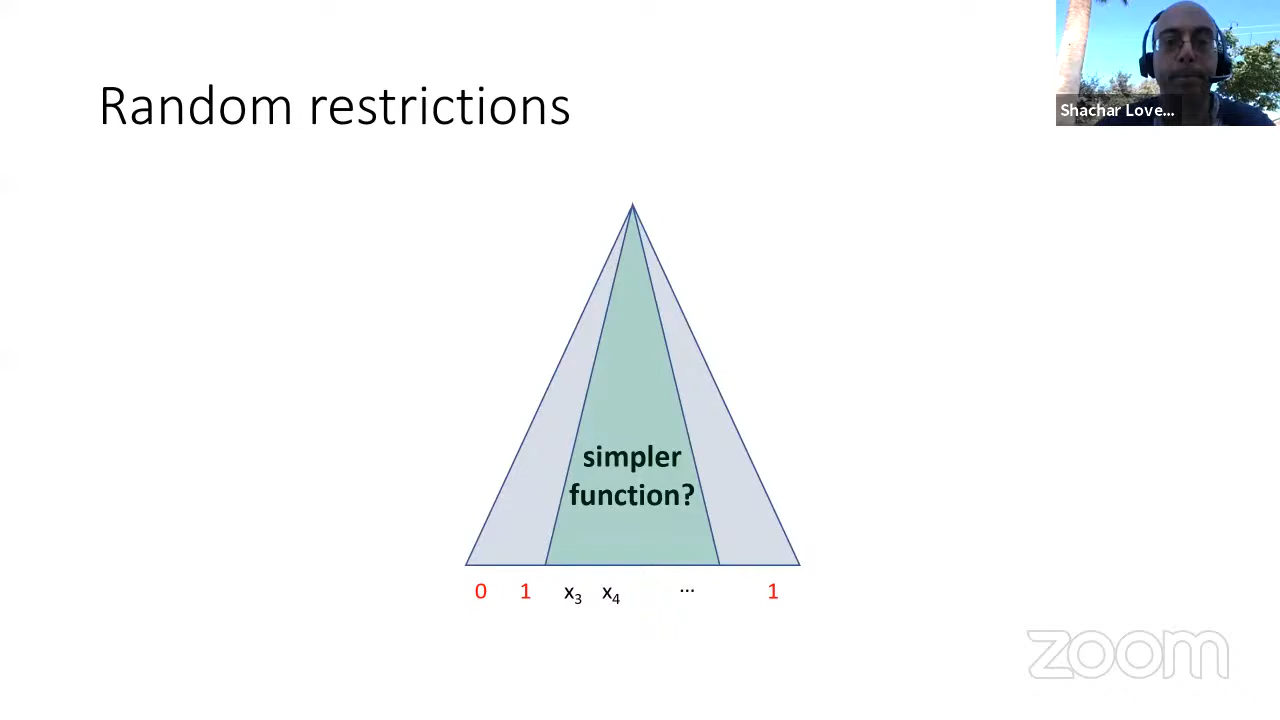 Random restrictions
Shachar Love...
simpler
function?
0 1 x₃ x₄ ... 1
zoom